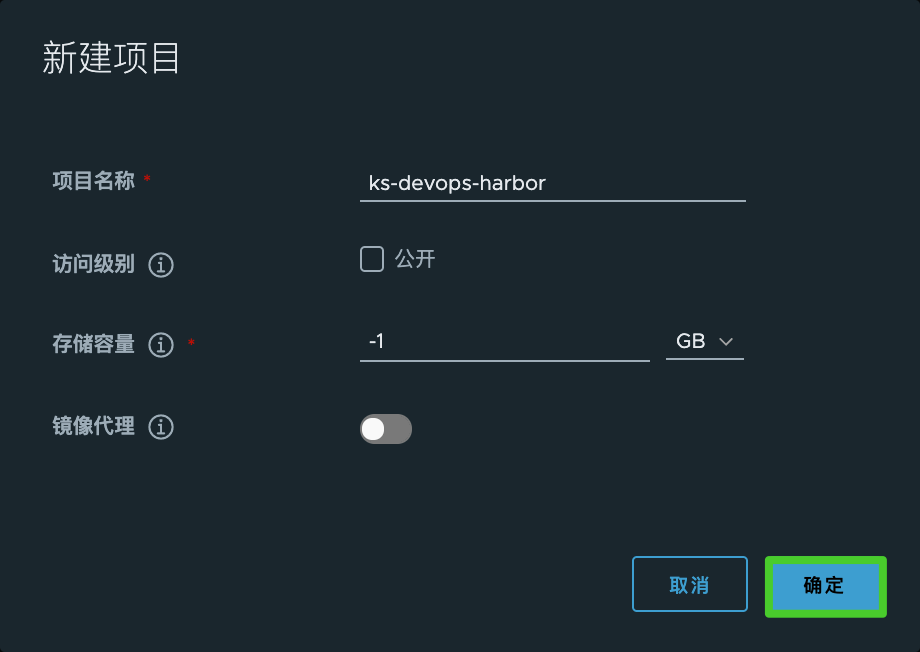 新建项目
项目名称 *
ks-devops-harbor
访问级别
公开
存储容量 *
-1
GB
镜像代理
取消
确定